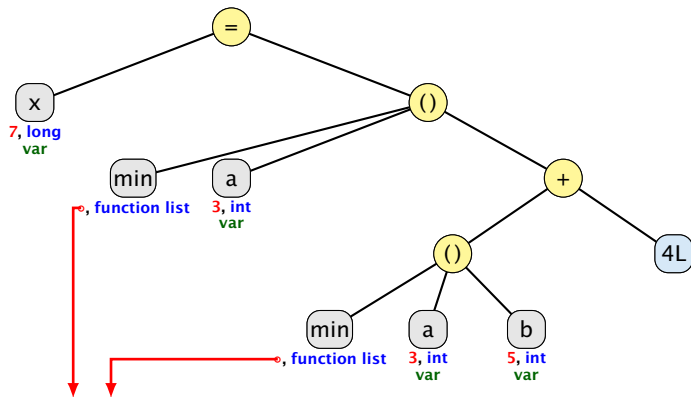 =
x
7, long
var
()
min
, function list
a
3, int
var
+
()
4L
min
, function list
a
3, int
var
b
5, int
var